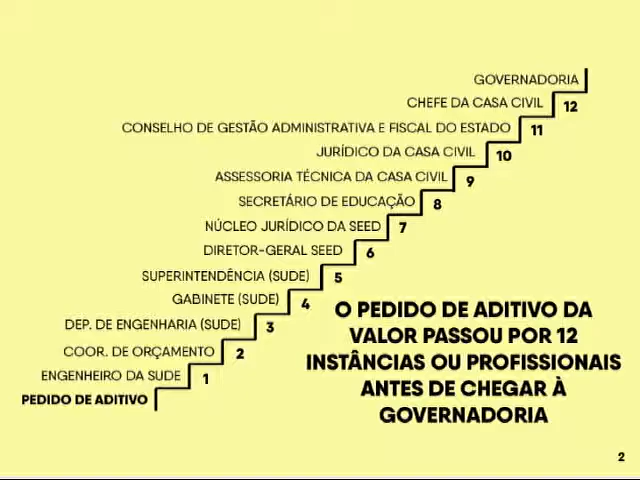 GOVERNADORIA
CHEFE DA CASA CIVIL 12
CONSELHO DE GESTÃO ADMINISTRATIVA E FISCAL DO ESTADO 11
JURÍDICO DA CASA CIVIL 10
ASSESSORIA TÉCNICA DA CASA CIVIL 9
SECRETÁRIO DE EDUCAÇÃO 8
NÚCLEO JURÍDICO DA SEED 7
DIRETOR-GERAL SEED 6
SUPERINTENDÊNCIA (SUDE) 5
GABINETE (SUDE) 4
DEP. DE ENGENHARIA (SUDE) 3
COOR. DE ORÇAMENTO 2
ENGENHEIRO DA SUDE 1
PEDIDO DE ADITIVO
O PEDIDO DE ADITIVO DA
VALOR PASSOU POR 12
INSTÂNCIAS OU PROFISSIONAIS
ANTES DE CHEGAR À
GOVERNADORIA
2